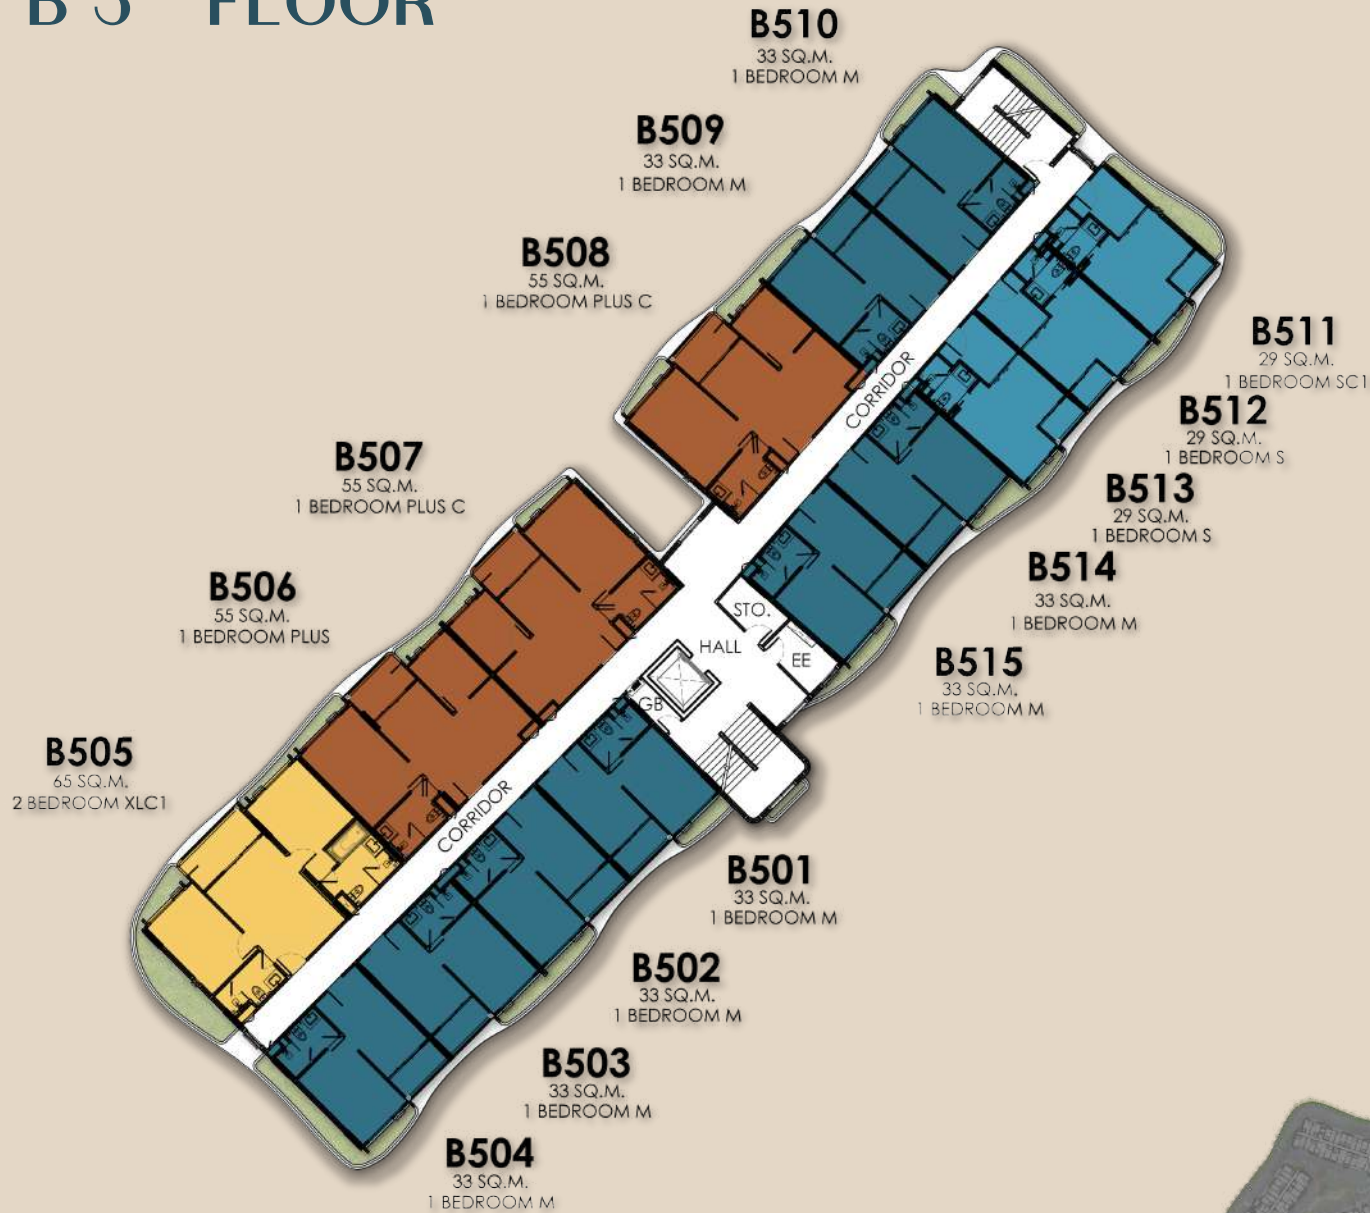 B 5 FLOOR
B510
33 SQ.M.
1 BEDROOM M
B509
33 SQ.M.
1 BEDROOM M
B508
55 SQ.M.
1 BEDROOM PLUS C
B507
55 SQ.M.
1 BEDROOM PLUS C
B506
55 SQ.M.
1 BEDROOM PLUS
B505
65 SQ.M.
2 BEDROOM XLC1
B511
29 SQ.M.
1 BEDROOM SC1
B512
29 SQ.M.
1 BEDROOM S
B513
29 SQ.M.
1 BEDROOM S
B514
33 SQ.M.
1 BEDROOM M
B515
33 SQ.M.
1 BEDROOM M
CORRIDOR
STO.
HALL
EE
GB
CORRIDOR
B501
33 SQ.M.
1 BEDROOM M
B502
33 SQ.M.
1 BEDROOM M
B503
33 SQ.M.
1 BEDROOM M
B504
33 SQ.M.
1 BEDROOM M